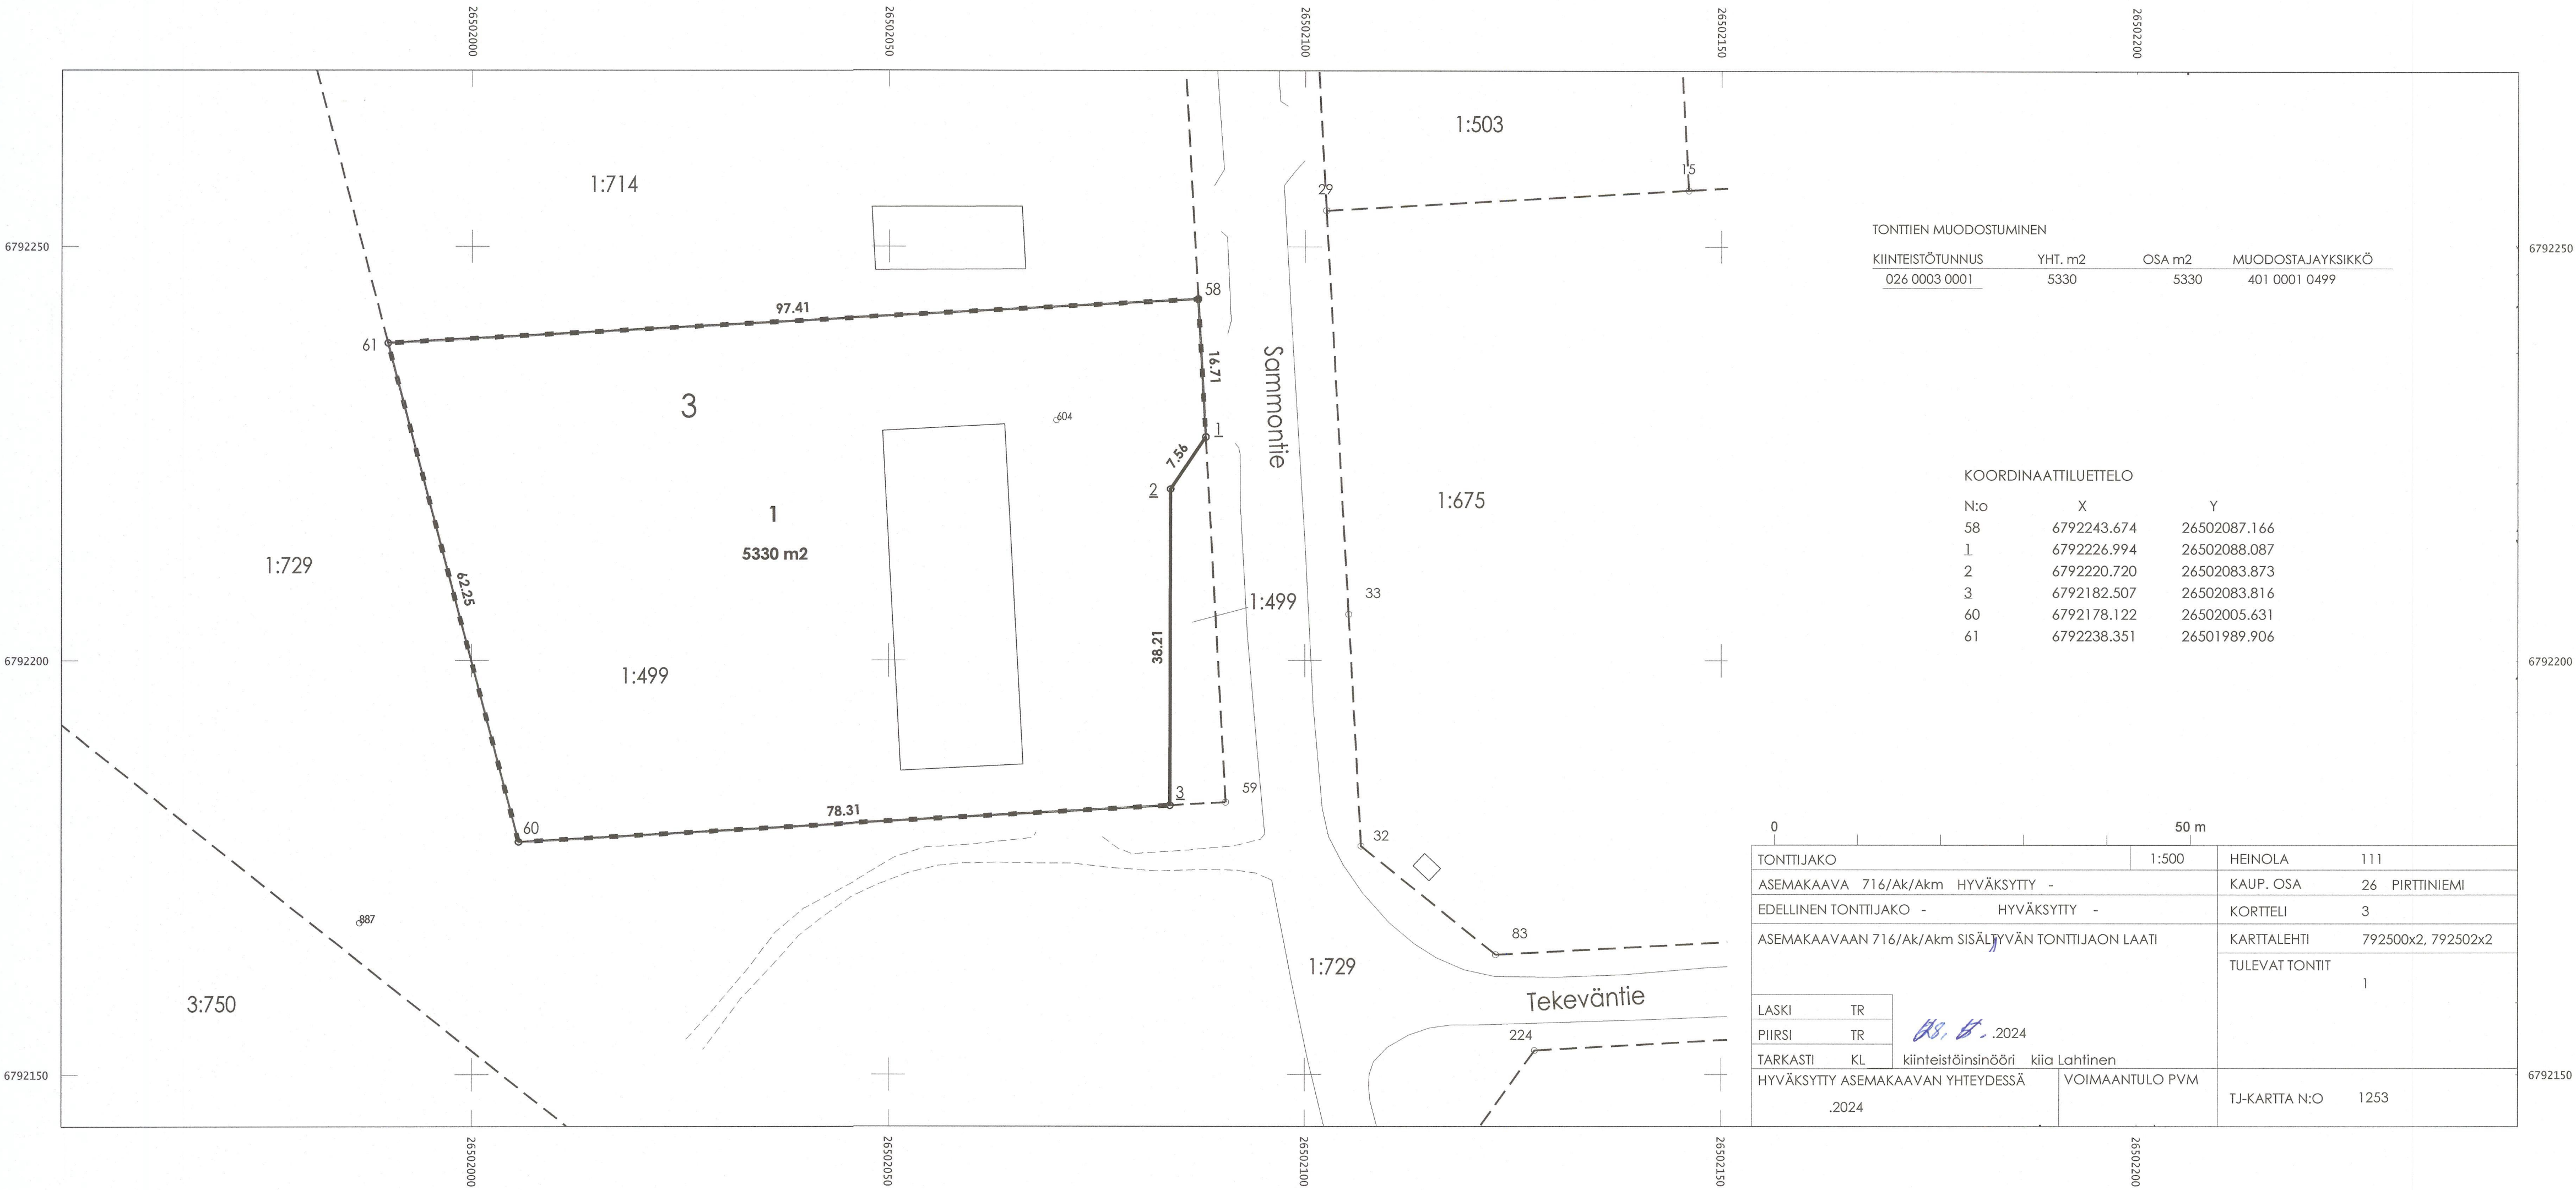 26502000 26502050 26502100 26502150 26502200
1:503
15
1:714
29
6792250 6792250
TONTTIEN MUODOSTUMINEN
KIINTEISTÖTUNNUS YHT. m2 OSA m2 MUODOSTAJAYKSIKKÖ
026 0003 0001 5330 5330 401 0001 0499
58
97.41
61
16.71
Sammontie
3
604
1
7.56
2
1:675
1
5330 m2
1:729
62.25
1:499
33
38.21
1:499
KOORDINAATTILUETTELO
N:o X Y
58 6792243.674 26502087.166
1 6792226.994 26502088.087
2 6792220.720 26502083.873
3 6792182.507 26502083.816
60 6792178.122 26502005.631
61 6792238.351 26501989.906
6792200 6792200
3
59
78.31
60
32
887
83
1:729
3:750
Tekeväntie
224
0 50 m
TONTTIJAKO 1:500 HEINOLA 111
ASEMAKAAVA 716/Ak/Akm HYVÄKSYTTY - KAUP. OSA 26 PIRTTINIEMI
EDELLINEN TONTTIJAKO - HYVÄKSYTTY - KORTTELI 3
ASEMAKAAVAAN 716/Ak/Akm SISÄLTYVÄN TONTTIJAON LAATI KARTTALEHTI 792500x2, 792502x2
TULEVAT TONTIT
1
LASKI TR
PIIRSI TR .2024
TARKASTI KL kiinteistöinsinööri kiia Lahtinen
HYVÄKSYTTY ASEMAKAAVAN YHTEYDESSÄ VOIMAANTULO PVM
.2024
TJ-KARTTA N:O 1253
6792150 6792150
26502000 26502050 26502100 26502150 26502200